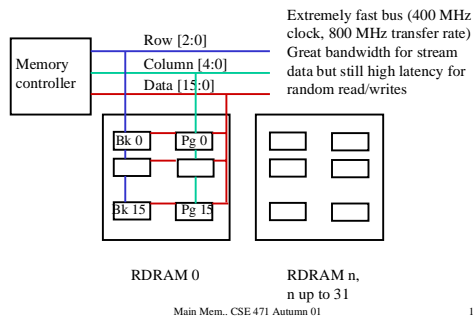 Extremely fast bus (400 MHz
clock, 800 MHz transfer rate)
Great bandwidth for stream
data but still high latency for
random read/writes
Memory
controller
Row [2:0]
Column [4:0]
Data [15:0]
Bk 0
Pg 0
Bk 15
Pg 15
RDRAM 0
RDRAM n,
n up to 31
Main Mem.. CSE 471 Autumn 01
1